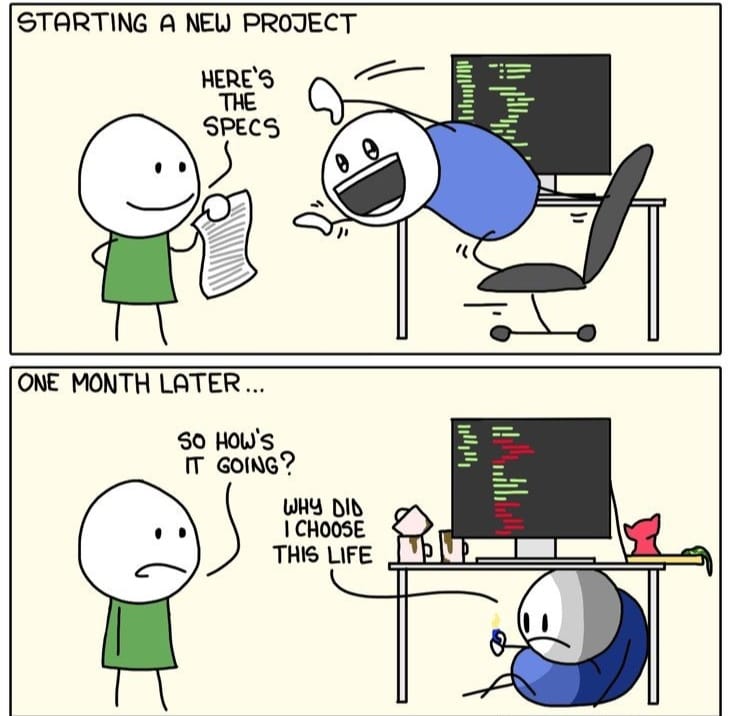 STARTING A NEW PROJECT
HERE'S
THE
SPECS
ONE MONTH LATER...
SO HOW'S
IT GOING?
WHY DID
I CHOOSE
THIS LIFE